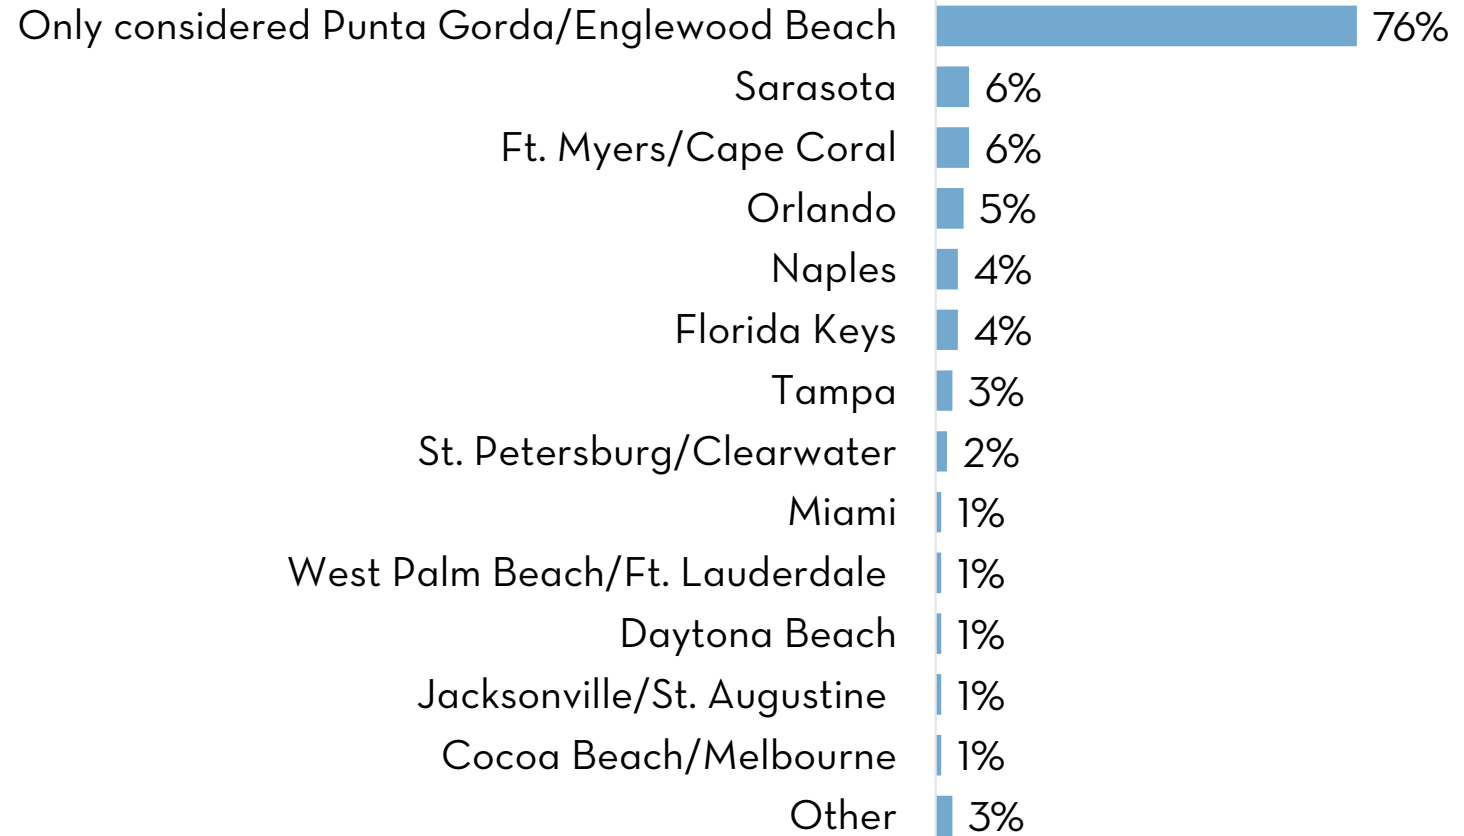 Only considered Punta Gorda/Englewood Beach 76%
Sarasota 6%
Ft. Myers/Cape Coral 6%
Orlando 5%
Naples 4%
Florida Keys 4%
Tampa 3%
St. Petersburg/Clearwater 2%
Miami 1%
West Palm Beach/Ft. Lauderdale 1%
Daytona Beach 1%
Jacksonville/St. Augustine 1%
Cocoa Beach/Melbourne 1%
Other 3%